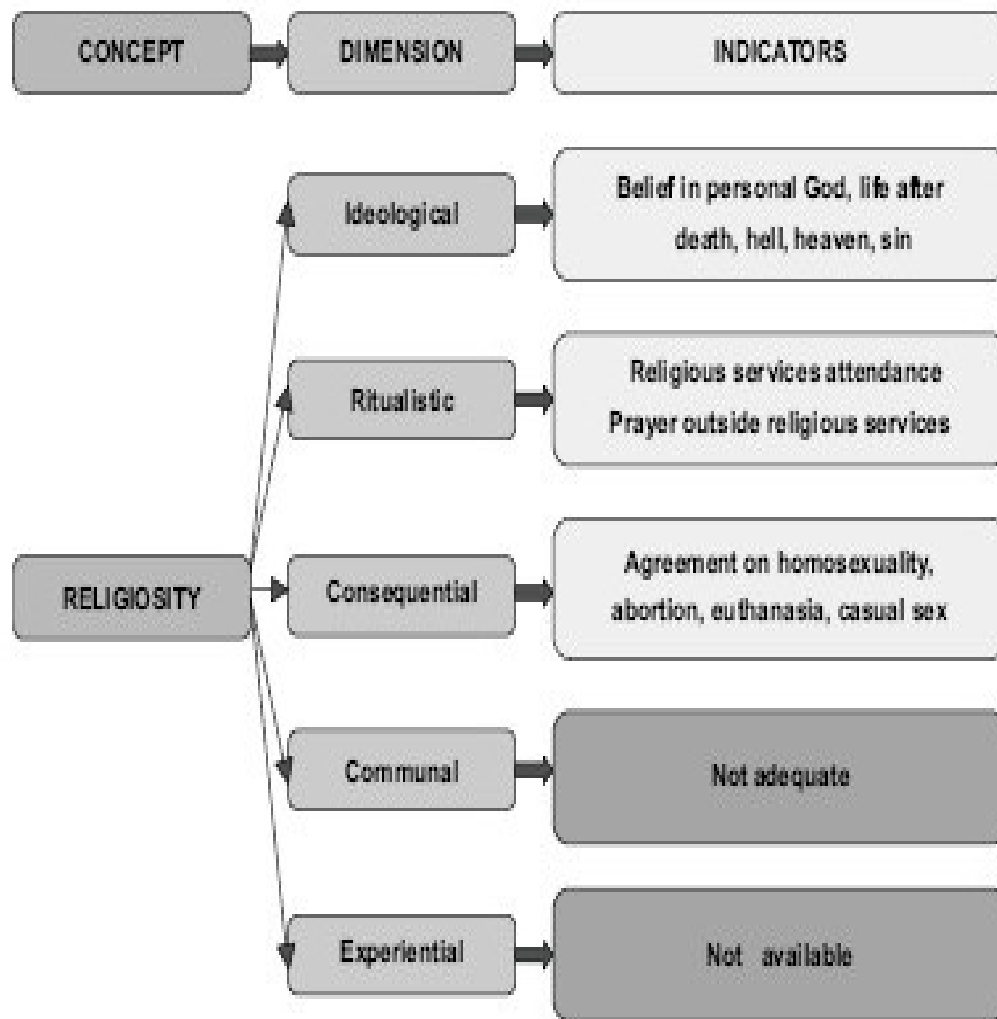 CONCEPT
DIMENSION
INDICATORS
Ideological
Belief in personal God, life after
death, hell, heaven, sin
Ritualistic
Religious services attendance
Prayer outside religious services
RELIGIOSITY
Consequential
Agreement on homosexuality,
abortion, euthanasia, casual sex
Communal
Not adequate
Experiential
Not available